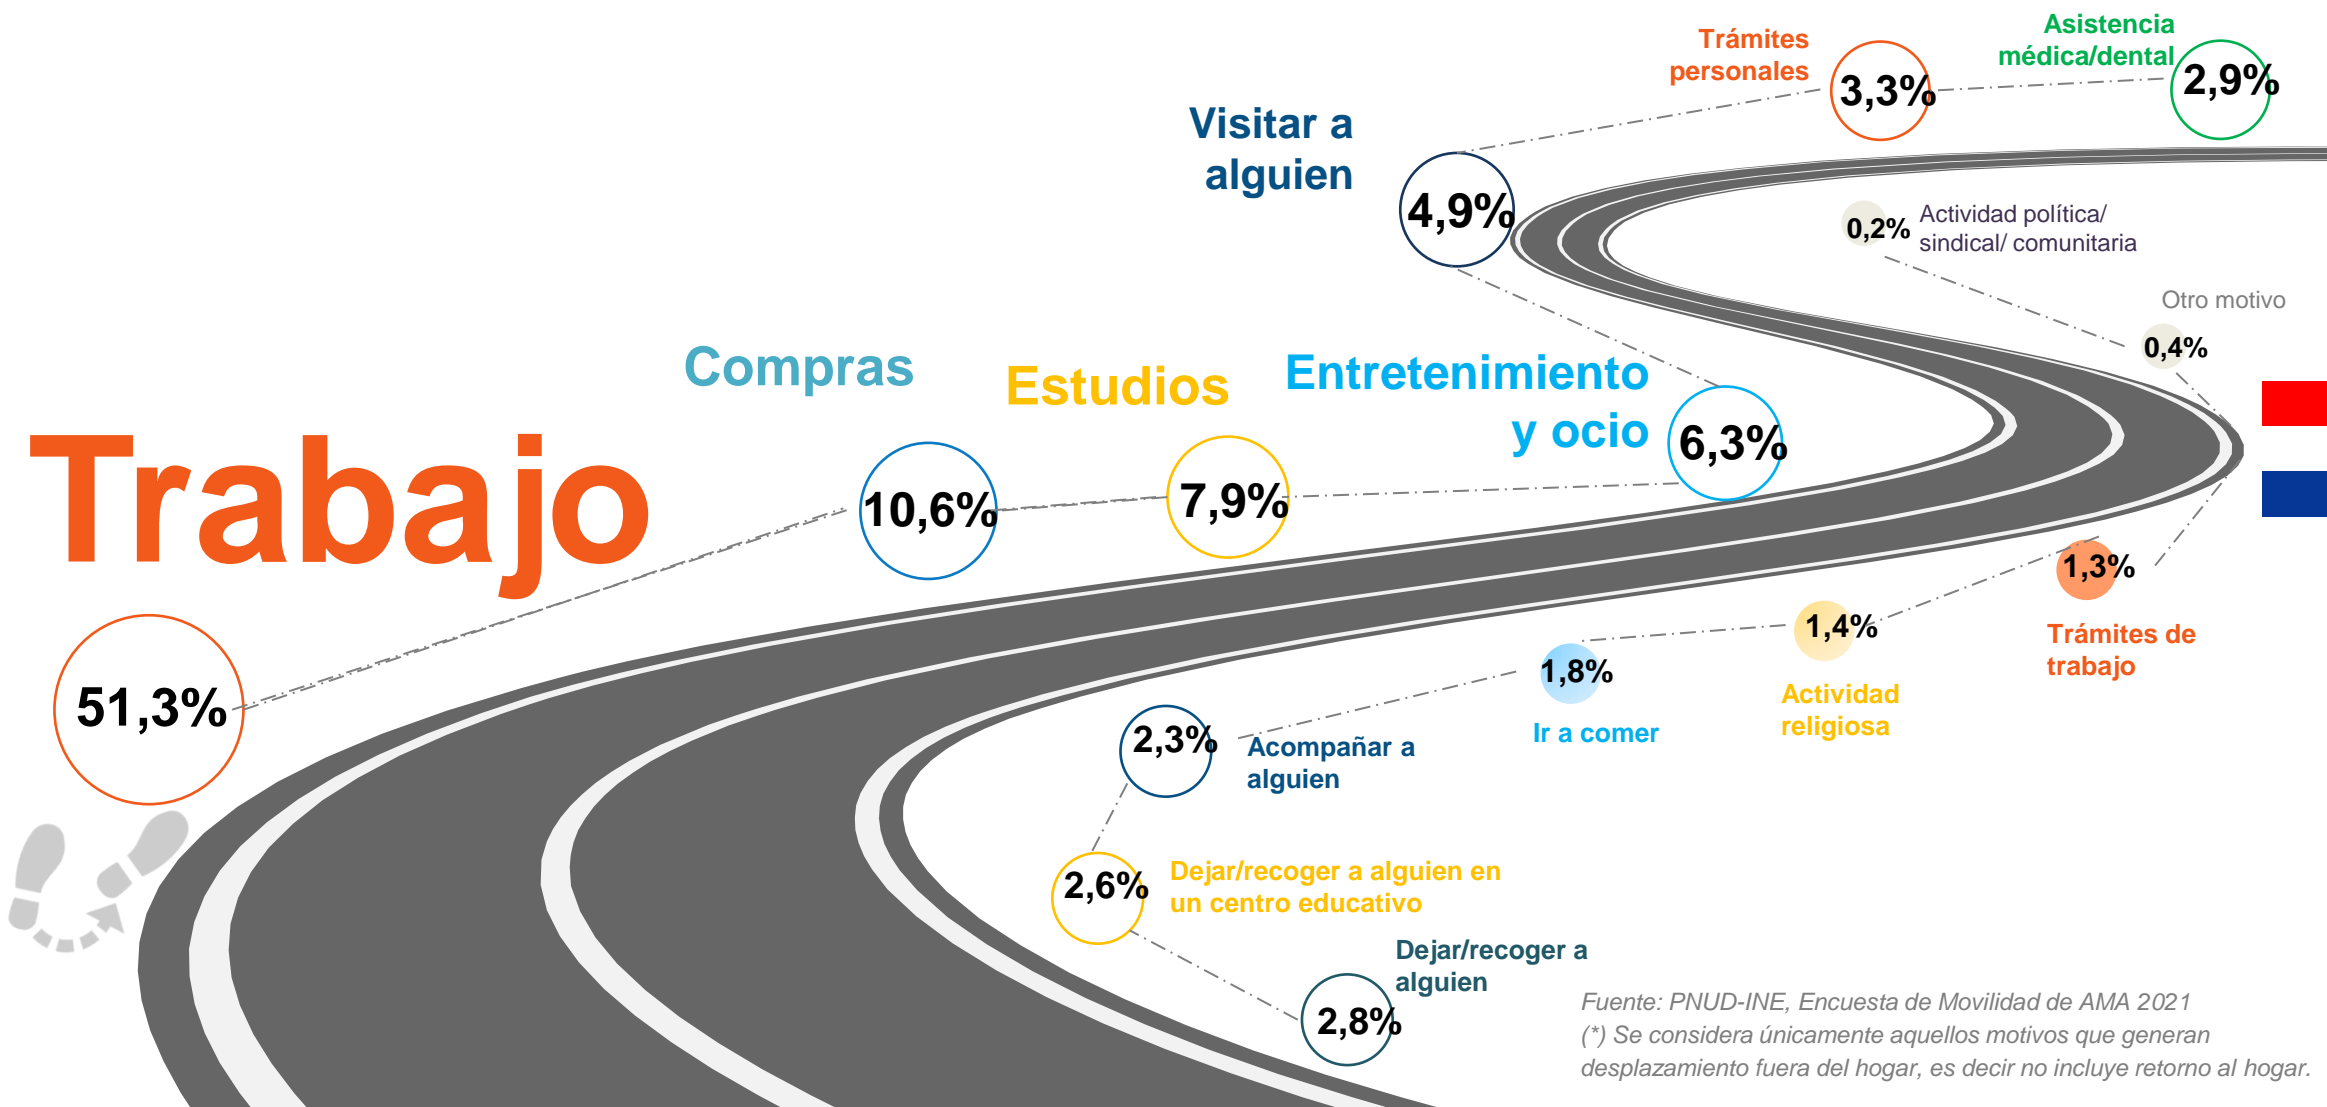 Trabajo
51,3%
Compras
10,6%
Estudios
7,9%
Entretenimiento
y ocio
6,3%
Visitar a
alguien
4,9%
Trámites
personales
3,3%
Asistencia
médica/dental
2,9%
Dejar/recoger a
alguien
2,8%
Dejar/recoger a alguien en
un centro educativo
2,6%
Acompañar a
alguien
2,3%
Ir a comer
1,8%
Actividad
religiosa
1,4%
Trámites de
trabajo
1,3%
Otro motivo
0,4%
Actividad política/
sindical/ comunitaria
0,2%
Fuente: PNUD-INE, Encuesta de Movilidad de AMA 2021
(*) Se considera únicamente aquellos motivos que generan
desplazamiento fuera del hogar, es decir no incluye retorno al hogar.